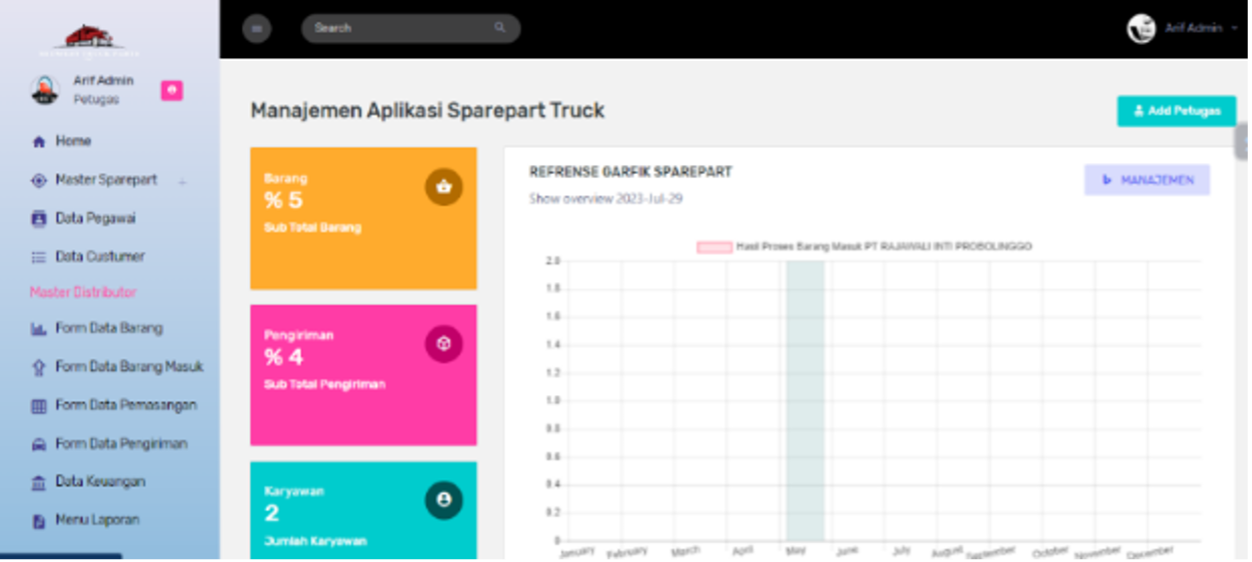 Search
Arif Admin
Arif Admin
Petugas
Home
Master Sparepart
Data Pegawai
Data Custumer
Master Distributor
Form Data Barang
Form Data Barang Masuk
Form Data Pemasangan
Form Data Pengiriman
Data Keuangan
Menu Laporan
Manajemen Aplikasi Sparepart Truck
Add Petugas
Barang
% 5
Sub Total Barang
Pengiriman
% 4
Sub Total Pengiriman
Karyawan
2
Jumlah Karyawan
REFRENSE GARFIK SPAREPART
Show overview 2023-Jul-29
MANAJEMEN
Hasil Proses Barang Masuk PT RAJAWALI INTI PROBOLINGGO
2.0
1.8
1.6
1.4
1.2
1.0
0.8
0.6
0.4
0.2
0
January February March April May June July August September October November December